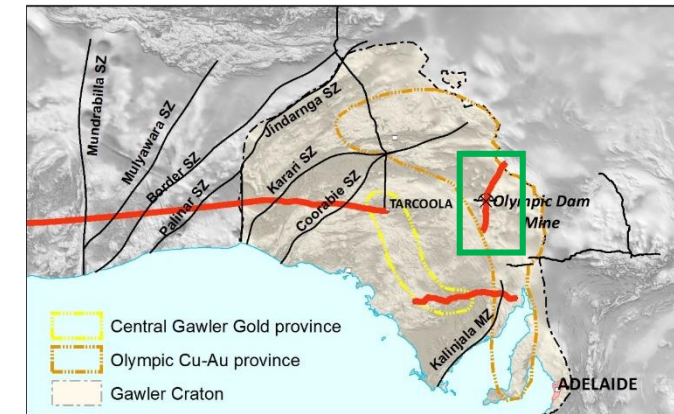 Mundrabilla SZ
Mulyawara SZ
Border SZ
Palinar SZ
Jindarnga SZ
Karari SZ
Coorabie SZ
TARCOOLA
Olympic Dam
Mine
Kalinjala MZ
Central Gawler Gold province
Olympic Cu-Au province
Gawler Craton
ADELAIDE